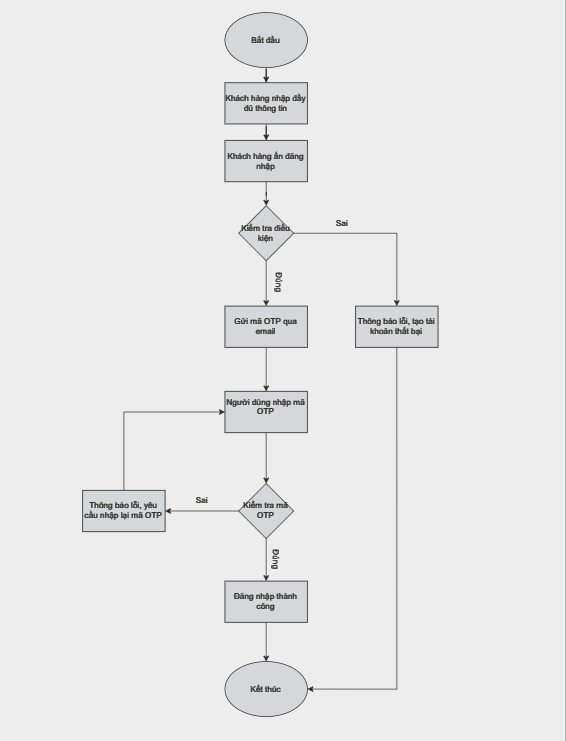 Bắt đầu
Khách hàng nhập đầy
đủ thông tin
Khách hàng ấn đăng
nhập
Kiểm tra điều
kiện
Sai
Đúng
Gửi mã OTP qua
email
Thông báo lỗi, tạo tài
khoản thất bại
Người dùng nhập mã
OTP
Kiểm tra mã
OTP
Sai
Thông báo lỗi, yêu
cầu nhập lại mã OTP
Đúng
Đăng nhập thành
công
Kết thúc